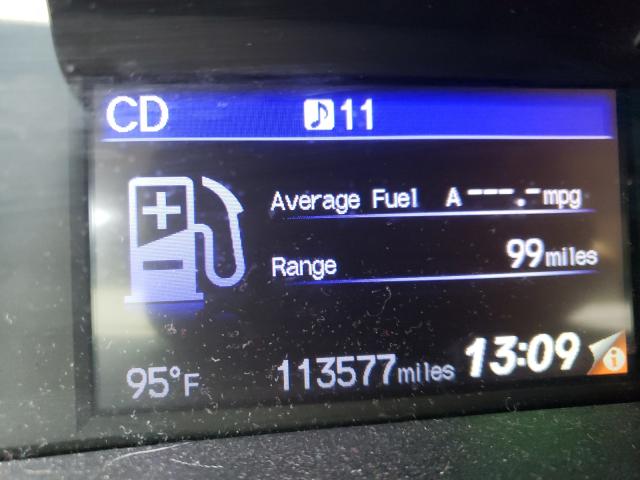 CD 11
Average Fuel A ---.- mpg
Range 99 miles
95°F 113577 miles 13:09 i